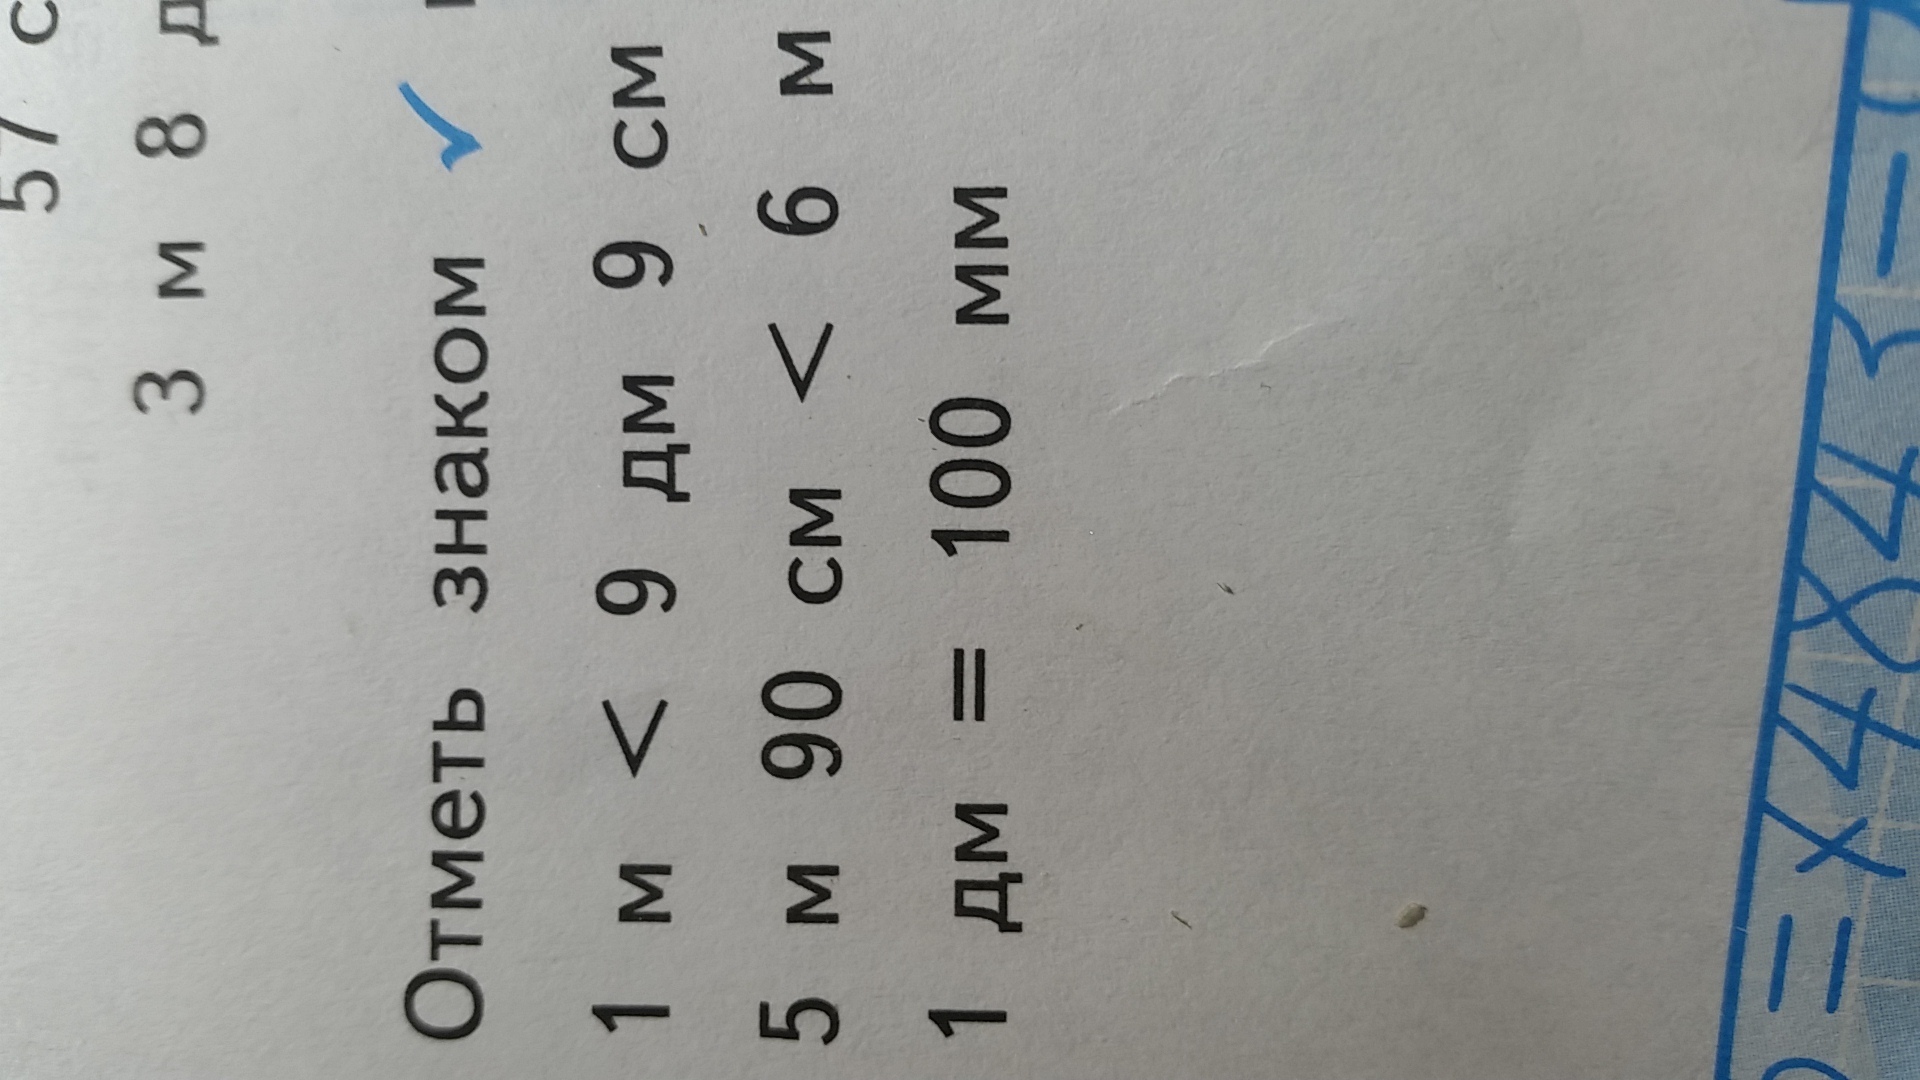 57
3 м 8
Отметь знаком ✓
1 м < 9 дм 9 см
5 м 90 см < 6 м
1 дм = 100 мм